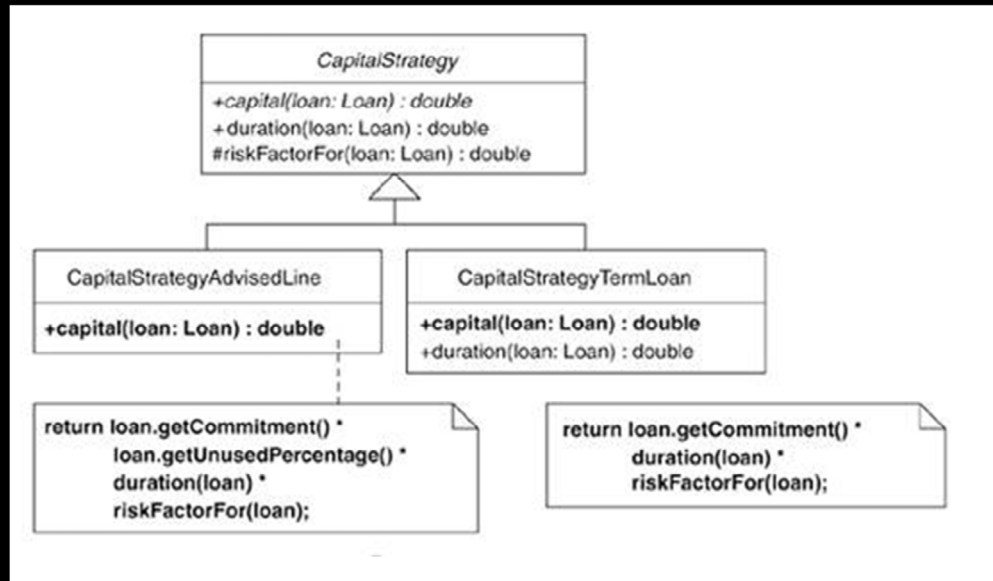 CapitalStrategy
+capital(loan: Loan) : double
+duration(loan: Loan) : double
#riskFactorFor(loan: Loan) : double
CapitalStrategyAdvisedLine
+capital(loan: Loan) : double
CapitalStrategyTermLoan
+capital(loan: Loan) : double
+duration(loan: Loan) : double
return loan.getCommitment() *
loan.getUnusedPercentage() *
duration(loan) *
riskFactorFor(loan);
return loan.getCommitment() *
duration(loan) *
riskFactorFor(loan);